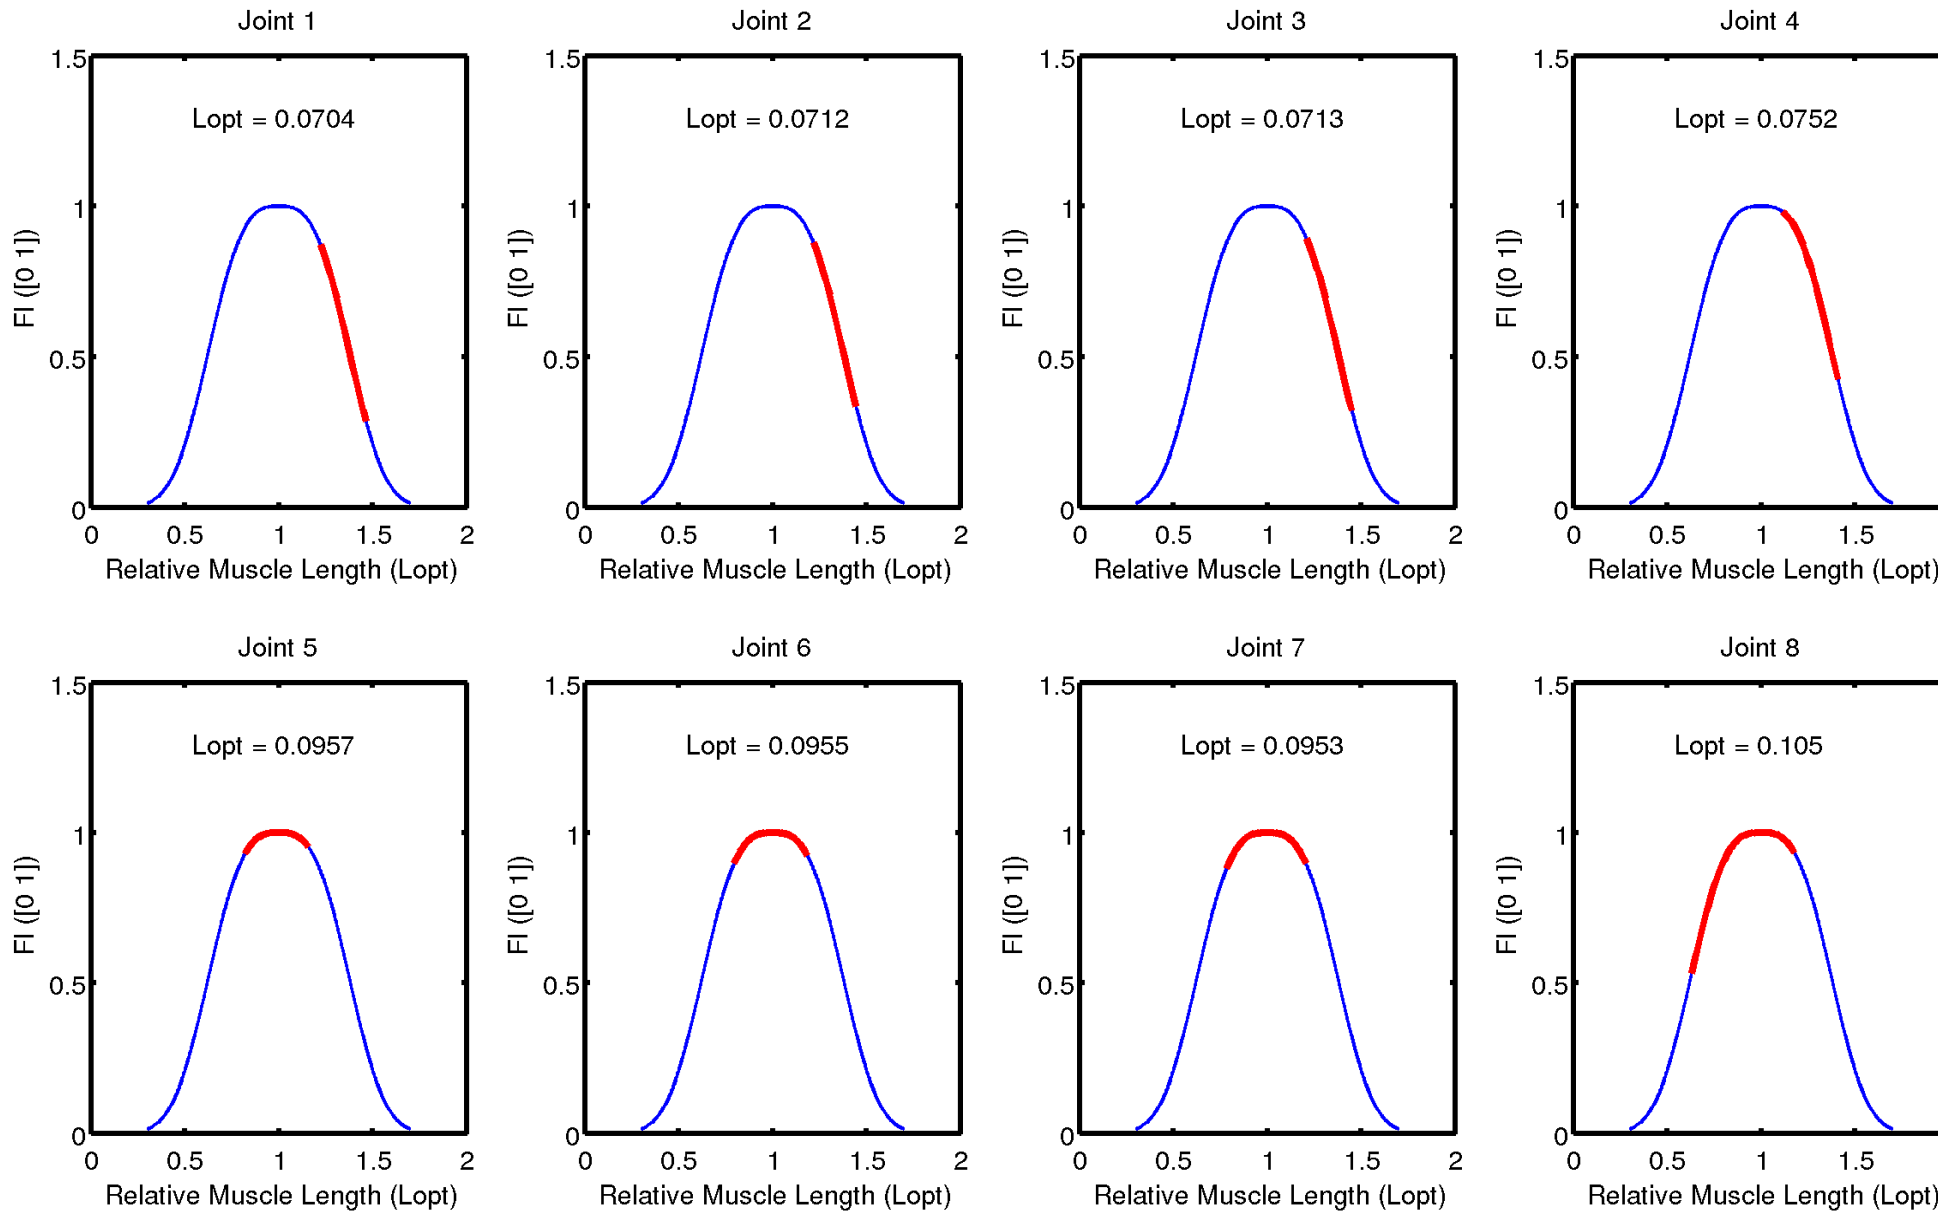 Joint 1
1.5
Lopt = 0.0704
1
Fl ([0 1])
0.5
0
0 0.5 1 1.5 2
Relative Muscle Length (Lopt)
Joint 2
1.5
Lopt = 0.0712
1
Fl ([0 1])
0.5
0
0 0.5 1 1.5 2
Relative Muscle Length (Lopt)
Joint 3
1.5
Lopt = 0.0713
1
Fl ([0 1])
0.5
0
0 0.5 1 1.5 2
Relative Muscle Length (Lopt)
Joint 4
1.5
Lopt = 0.0752
1
Fl ([0 1])
0.5
0
0 0.5 1 1.5
Relative Muscle Length (Lopt)
Joint 5
1.5
Lopt = 0.0957
1
Fl ([0 1])
0.5
0
0 0.5 1 1.5 2
Relative Muscle Length (Lopt)
Joint 6
1.5
Lopt = 0.0955
1
Fl ([0 1])
0.5
0
0 0.5 1 1.5 2
Relative Muscle Length (Lopt)
Joint 7
1.5
Lopt = 0.0953
1
Fl ([0 1])
0.5
0
0 0.5 1 1.5 2
Relative Muscle Length (Lopt)
Joint 8
1.5
Lopt = 0.105
1
Fl ([0 1])
0.5
0
0 0.5 1 1.5
Relative Muscle Length (Lopt)